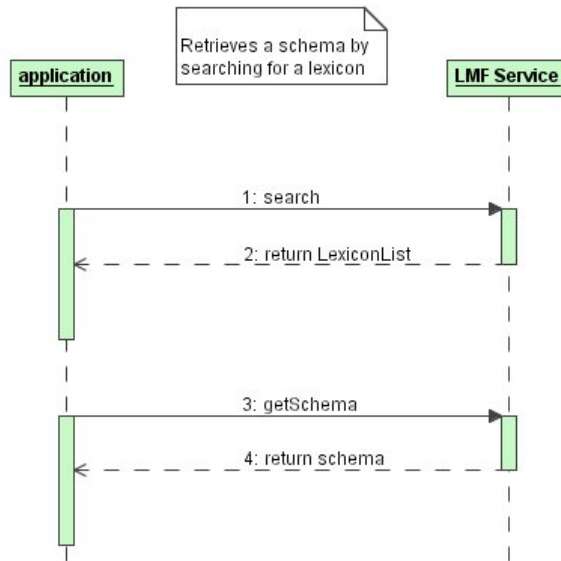 Retrieves a schema by
searching for a lexicon
application
LMF Service
1: search
2: return LexiconList
3: getSchema
4: return schema